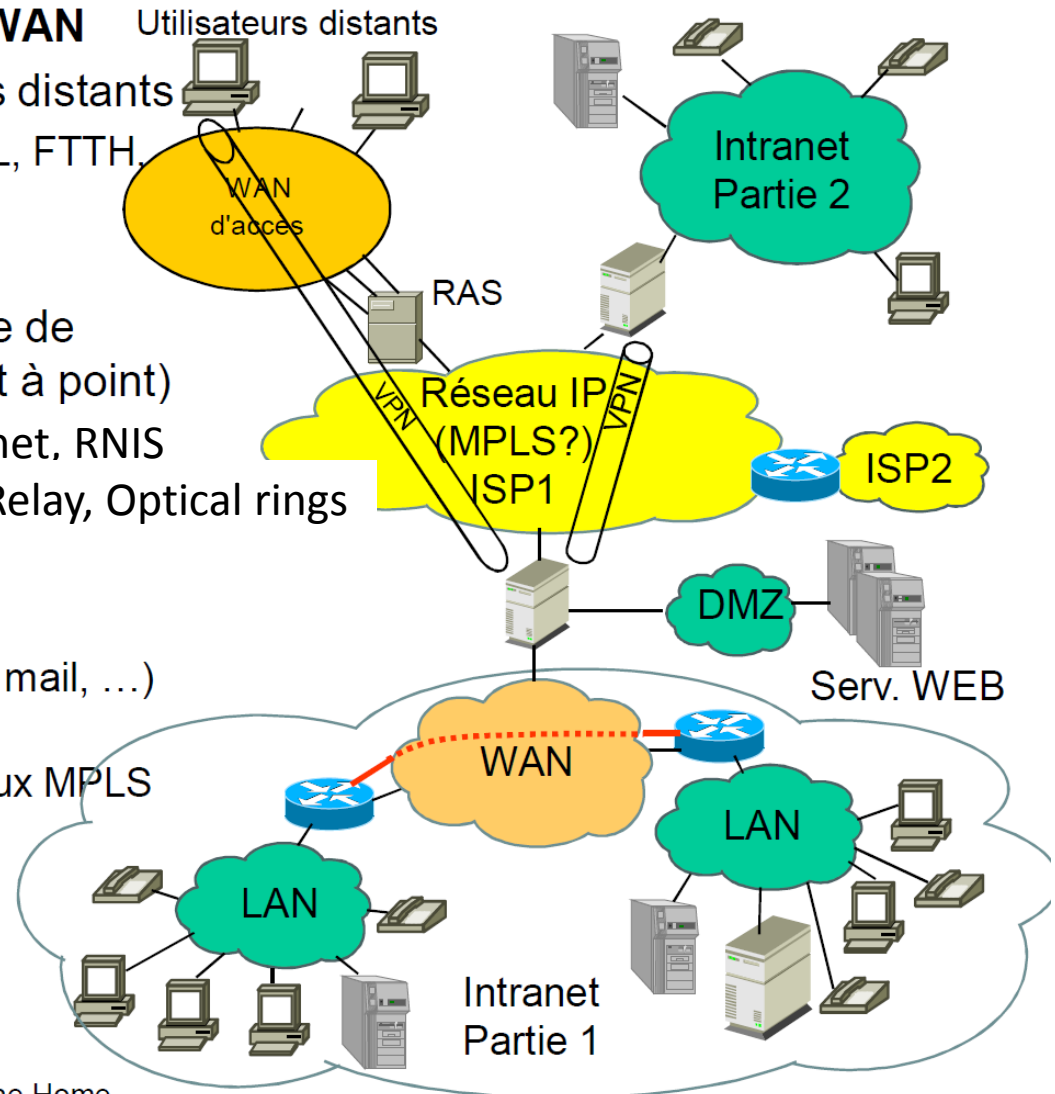 WAN
Utilisateurs distants
s distants
L, FTTH,
WAN
d'accès
Intranet
Partie 2
RAS
e de
t à point)
net, RNIS
Relay, Optical rings
VPN
Réseau IP
(MPLS?)
ISP1
VPN
ISP2
DMZ
mail, …)
Serv. WEB
ux MPLS
WAN
LAN
LAN
Intranet
Partie 1